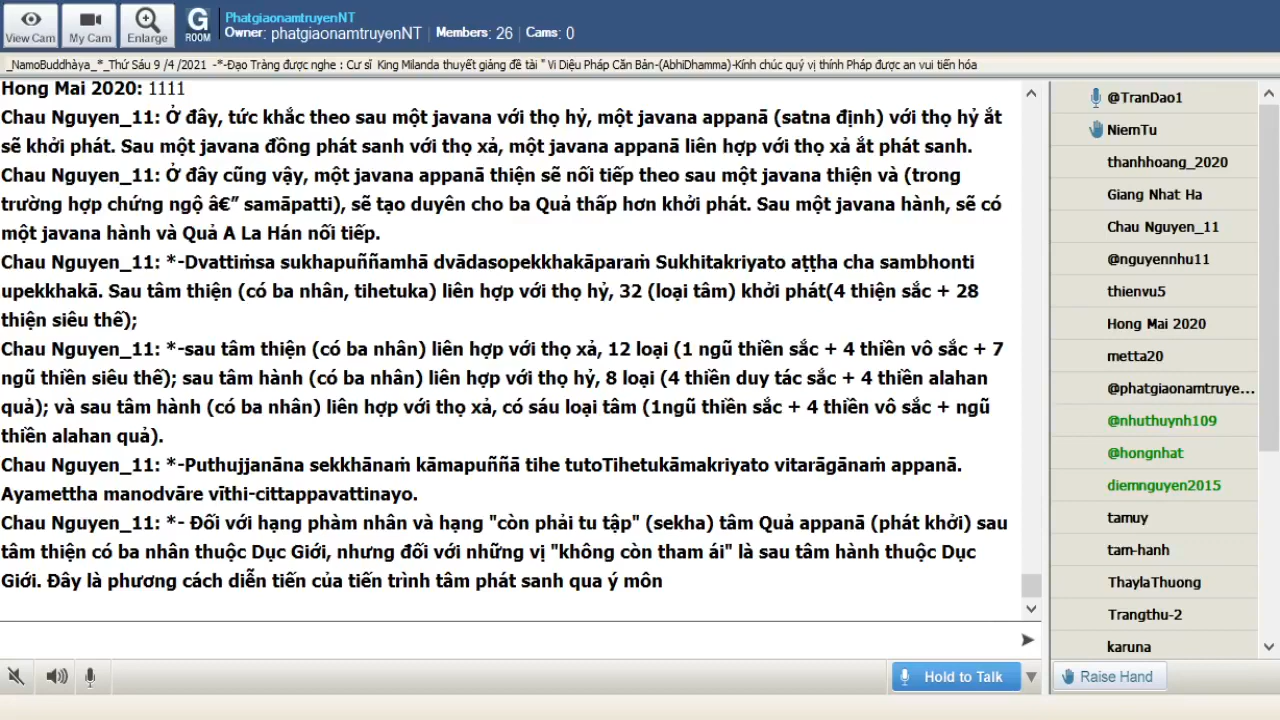 View Cam
My Cam
Enlarge
G
ROOM
PhatgiaonamtruyenNT
Owner: phatgiaonamtruyenNT | Members: 26 | Cams: 0
_NamoBuddhàya_*_Thứ Sáu 9 /4 /2021 -*-Đạo Tràng được nghe : Cư sĩ King Milanda thuyết giảng đề tài " Vi Diệu Pháp Căn Bản-(AbhiDhamma)-Kính chúc quý vị thính Pháp được an vui tiến hóa
Hong Mai 2020: 1111
Chau Nguyen_11: Ở đây, tức khắc theo sau một javana với thọ hỷ, một javana appanā (satna định) với thọ hỷ ắt
sẽ khởi phát. Sau một javana đồng phát sanh với thọ xả, một javana appanā liên hợp với thọ xả ắt phát sanh.
Chau Nguyen_11: Ở đây cũng vậy, một javana appanā thiện sẽ nối tiếp theo sau một javana thiện và (trong
trường hợp chứng ngộ â€” samāpatti), sẽ tạo duyên cho ba Quả thấp hơn khởi phát. Sau một javana hành, sẽ có
một javana hành và Quả A La Hán nối tiếp.
Chau Nguyen_11: *-Dvattiṁsa sukhapuññamhā dvādasopekkhakāparaṁ Sukhitakriyato aṭṭha cha sambhonti
upekkhakā. Sau tâm thiện (có ba nhân, tihetuka) liên hợp với thọ hỷ, 32 (loại tâm) khởi phát(4 thiện sắc + 28
thiện siêu thế);
Chau Nguyen_11: *-sau tâm thiện (có ba nhân) liên hợp với thọ xả, 12 loại (1 ngũ thiền sắc + 4 thiền vô sắc + 7
ngũ thiền siêu thế); sau tâm hành (có ba nhân) liên hợp với thọ hỷ, 8 loại (4 thiền duy tác sắc + 4 thiền alahan
quả); và sau tâm hành (có ba nhân) liên hợp với thọ xả, có sáu loại tâm (1ngũ thiền sắc + 4 thiền vô sắc + ngũ
thiền alahan quả).
Chau Nguyen_11: *-Puthujjanāna sekkhānaṁ kāmapuññā tihe tutoTihetukāmakriyato vitarāgānaṁ appanā.
Ayamettha manodvāre vīthi-cittappavattinayo.
Chau Nguyen_11: *- Đối với hạng phàm nhân và hạng "còn phải tu tập" (sekha) tâm Quả appanā (phát khởi) sau
tâm thiện có ba nhân thuộc Dục Giới, nhưng đối với những vị "không còn tham ái" là sau tâm hành thuộc Dục
Giới. Đây là phương cách diễn tiến của tiến trình tâm phát sanh qua ý môn
@TranDao1
NiemTu
thanhhoang_2020
Giang Nhat Ha
Chau Nguyen_11
@nguyennhu11
thienvu5
Hong Mai 2020
metta20
@phatgiaonamtruye...
@nhuthuynh109
@hongnhat
diemnguyen2015
tamuy
tam-hanh
ThaylaThuong
Trangthu-2
karuna
Hold to Talk
Raise Hand